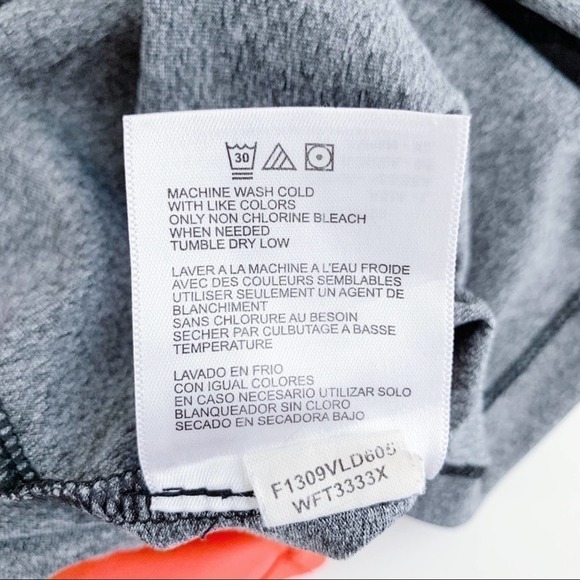 30
MACHINE WASH COLD
WITH LIKE COLORS
ONLY NON CHLORINE BLEACH
WHEN NEEDED
TUMBLE DRY LOW
LAVER A LA MACHINE A L'EAU FROIDE
AVEC DES COULEURS SEMBLABLES
UTILISER SEULEMENT UN AGENT DE
BLANCHIMENT
SANS CHLORURE AU BESOIN
SECHER PAR CULBUTAGE A BASSE
TEMPERATURE
LAVADO EN FRIO
CON IGUAL COLORES
EN CASO NECESARIO UTILIZAR SOLO
BLANQUEADOR SIN CLORO
SECADO EN SECADORA BAJO
F1309VLD605
WFT3333X